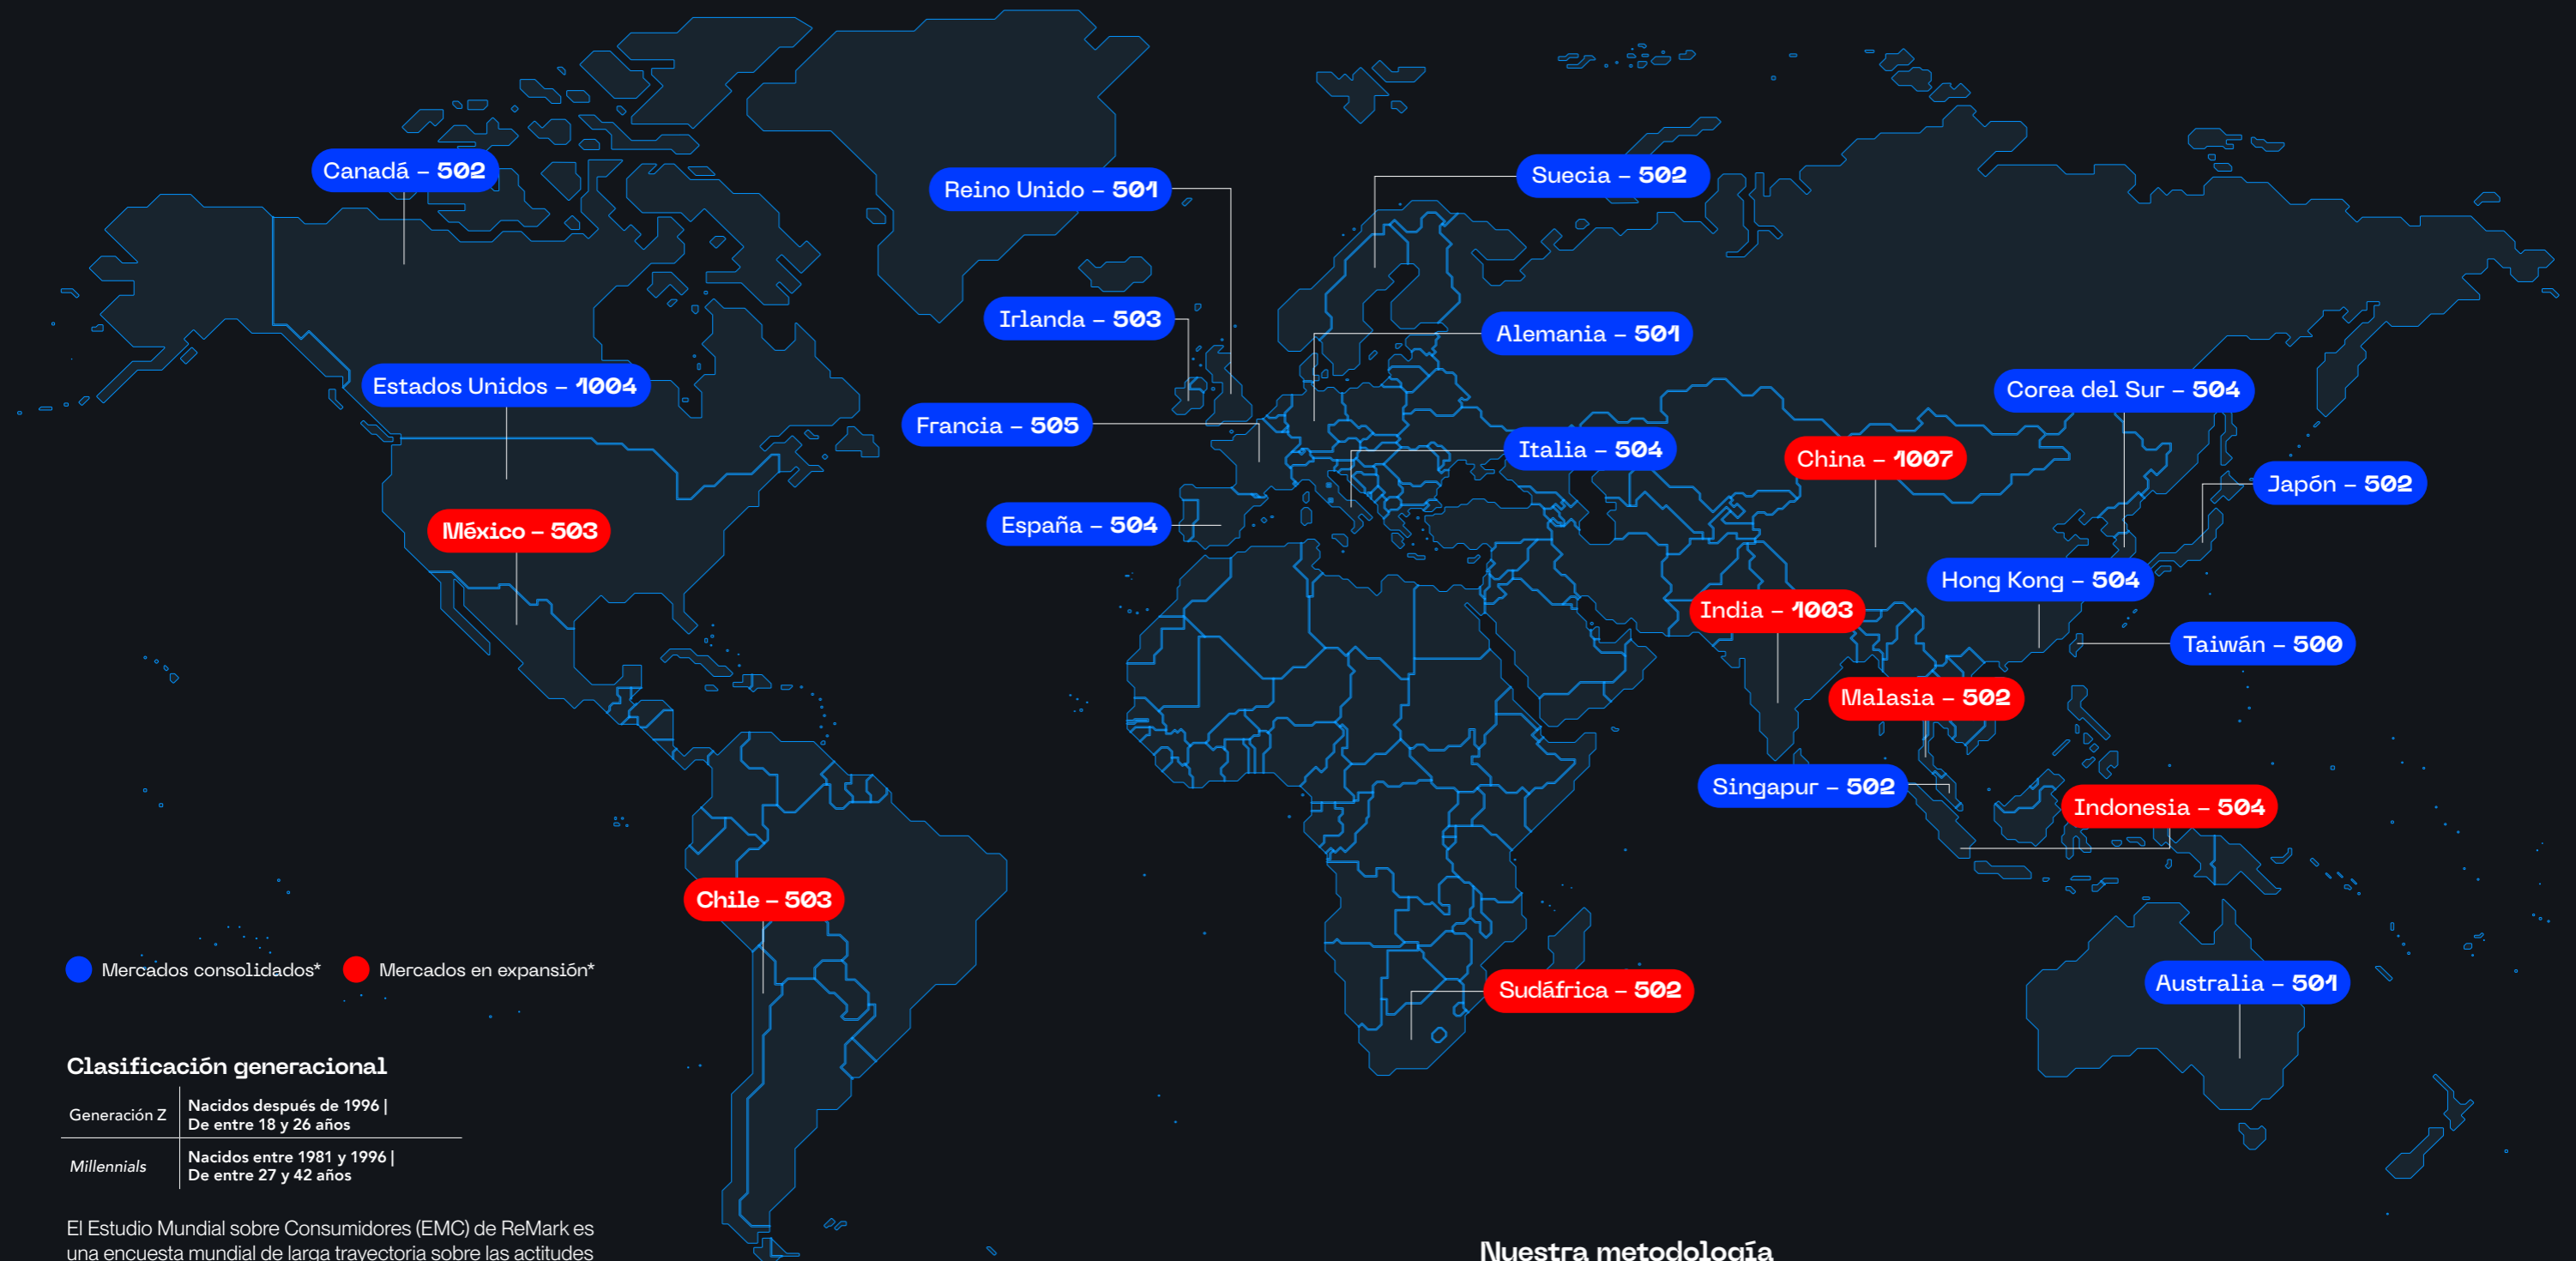 Canadá – 502
Reino Unido – 501
Suecia – 502
Irlanda – 503
Alemania – 501
Estados Unidos – 1004
Corea del Sur – 504
Francia – 505
Italia – 504
China – 1007
Japón – 502
México – 503
España – 504
Hong Kong – 504
India – 1003
Taiwán – 500
Malasia – 502
Singapur – 502
Indonesia – 504
Chile – 503
Mercados consolidados* Mercados en expansión*
Sudáfrica – 502
Australia – 501
Clasificación generacional
Generación Z
Nacidos después de 1996 |
De entre 18 y 26 años
Millennials
Nacidos entre 1981 y 1996 |
De entre 27 y 42 años
El Estudio Mundial sobre Consumidores (EMC) de ReMark es
una encuesta mundial de larga trayectoria sobre las actitudes
Nuestra metodología